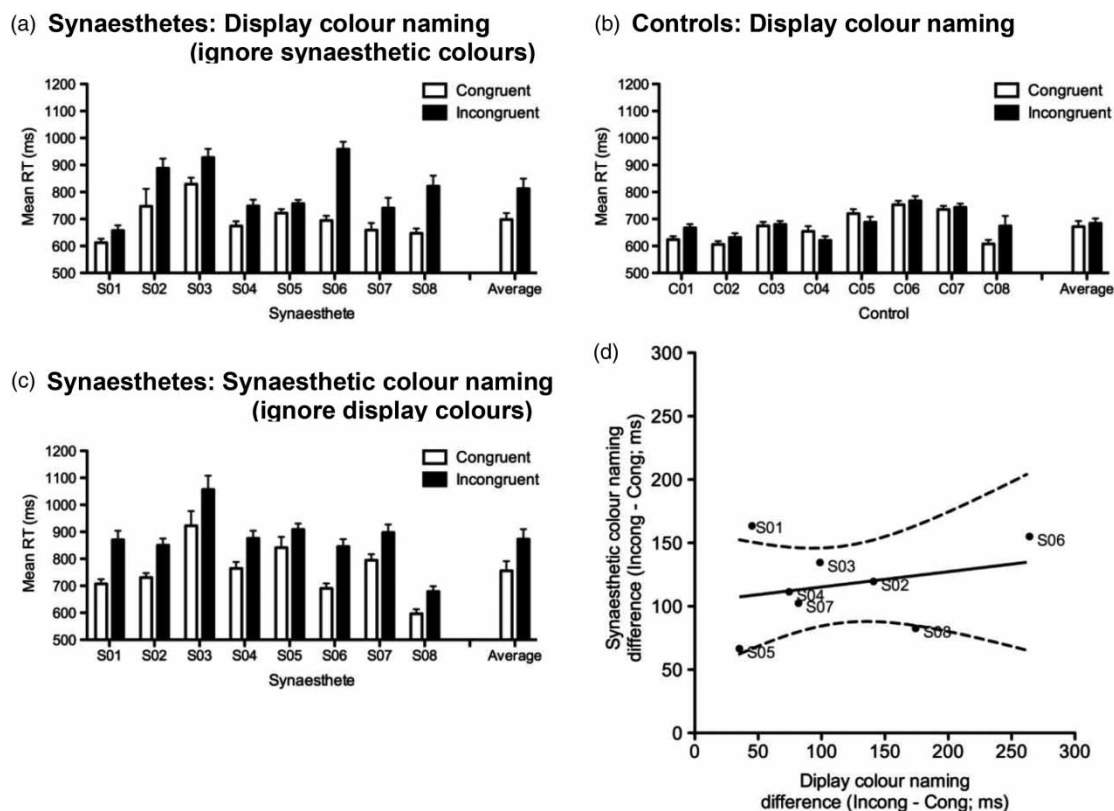 (a) Synaesthetes: Display colour naming
(ignore synaesthetic colours)
1200
1100
1000
900
800
700
600
500
Mean RT (ms)
Congruent
Incongruent
S01 S02 S03 S04 S05 S06 S07 S08 Average
Synaesthete
(b) Controls: Display colour naming
1200
1100
1000
900
800
700
600
500
Mean RT (ms)
Congruent
Incongruent
C01 C02 C03 C04 C05 C06 C07 C08 Average
Control
(c) Synaesthetes: Synaesthetic colour naming
(ignore display colours)
1200
1100
1000
900
800
700
600
500
Mean RT (ms)
Congruent
Incongruent
S01 S02 S03 S04 S05 S06 S07 S08 Average
Synaesthete
(d)
300
250
200
150
100
50
0
Synaesthetic colour naming
difference (Incong - Cong; ms)
S01
S06
S03
S02
S04
S07
S08
S05
0 50 100 150 200 250 300
Diplay colour naming
difference (Incong - Cong; ms)